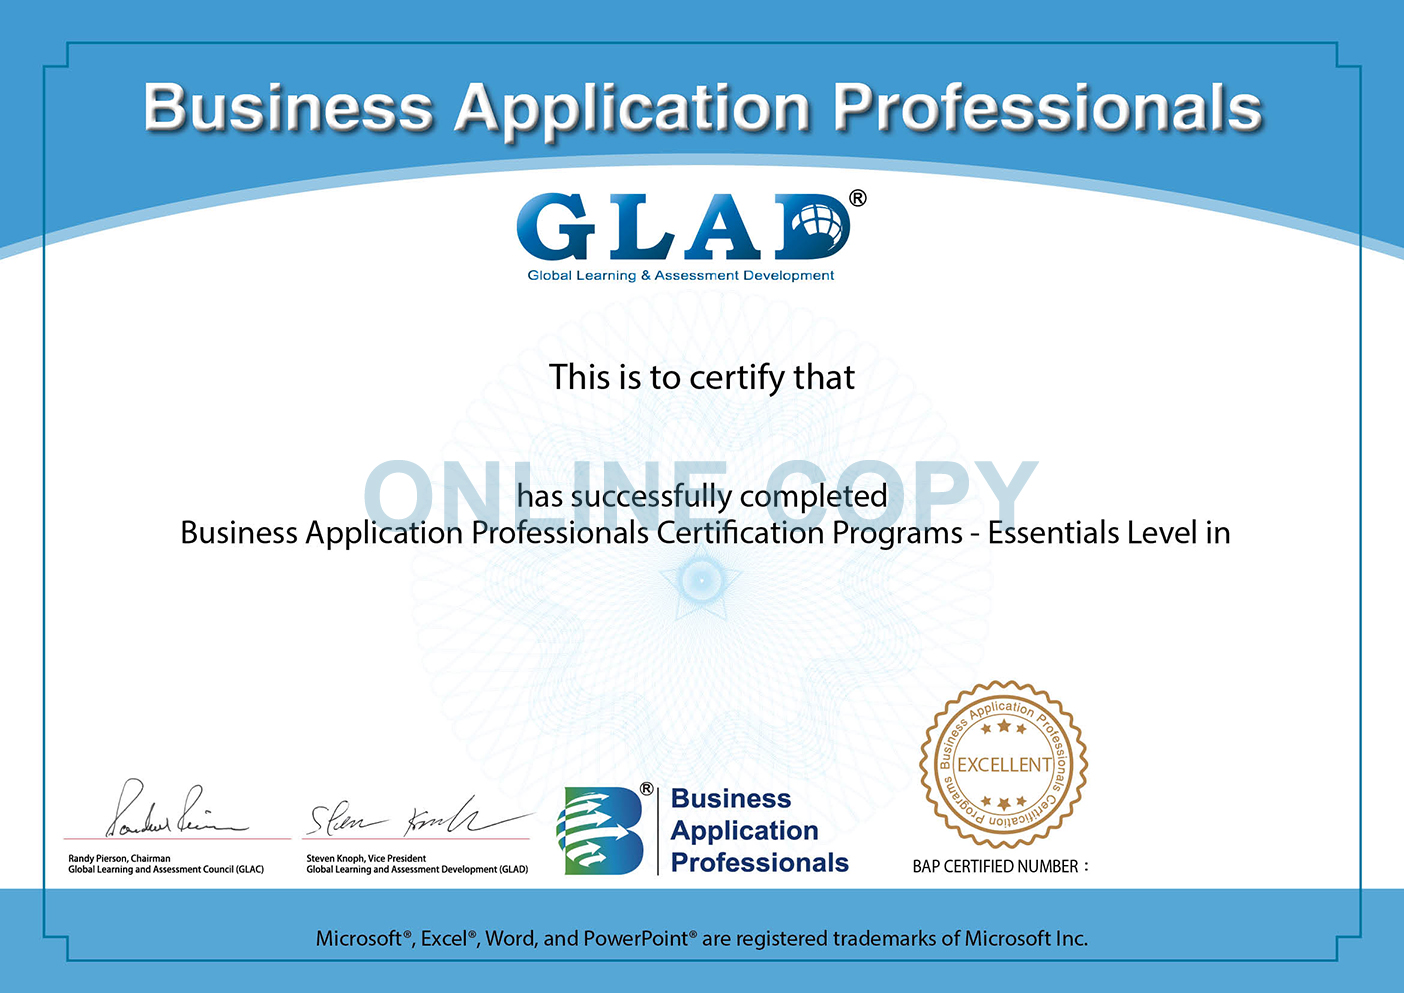 Business Application Professionals
GLAD®
Global Learning & Assessment Development
This is to certify that
ONLINE COPY
has successfully completed
Business Application Professionals Certification Programs - Essentials Level in
Business Application Professionals Certification Programs
EXCELLENT
Randy Pierson, Chairman
Global Learning and Assessment Council (GLAC)
Steven Knoph, Vice President
Global Learning and Assessment Development (GLAD)
B®
Business
Application
Professionals
BAP CERTIFIED NUMBER :
Microsoft®, Excel®, Word, and PowerPoint® are registered trademarks of Microsoft Inc.